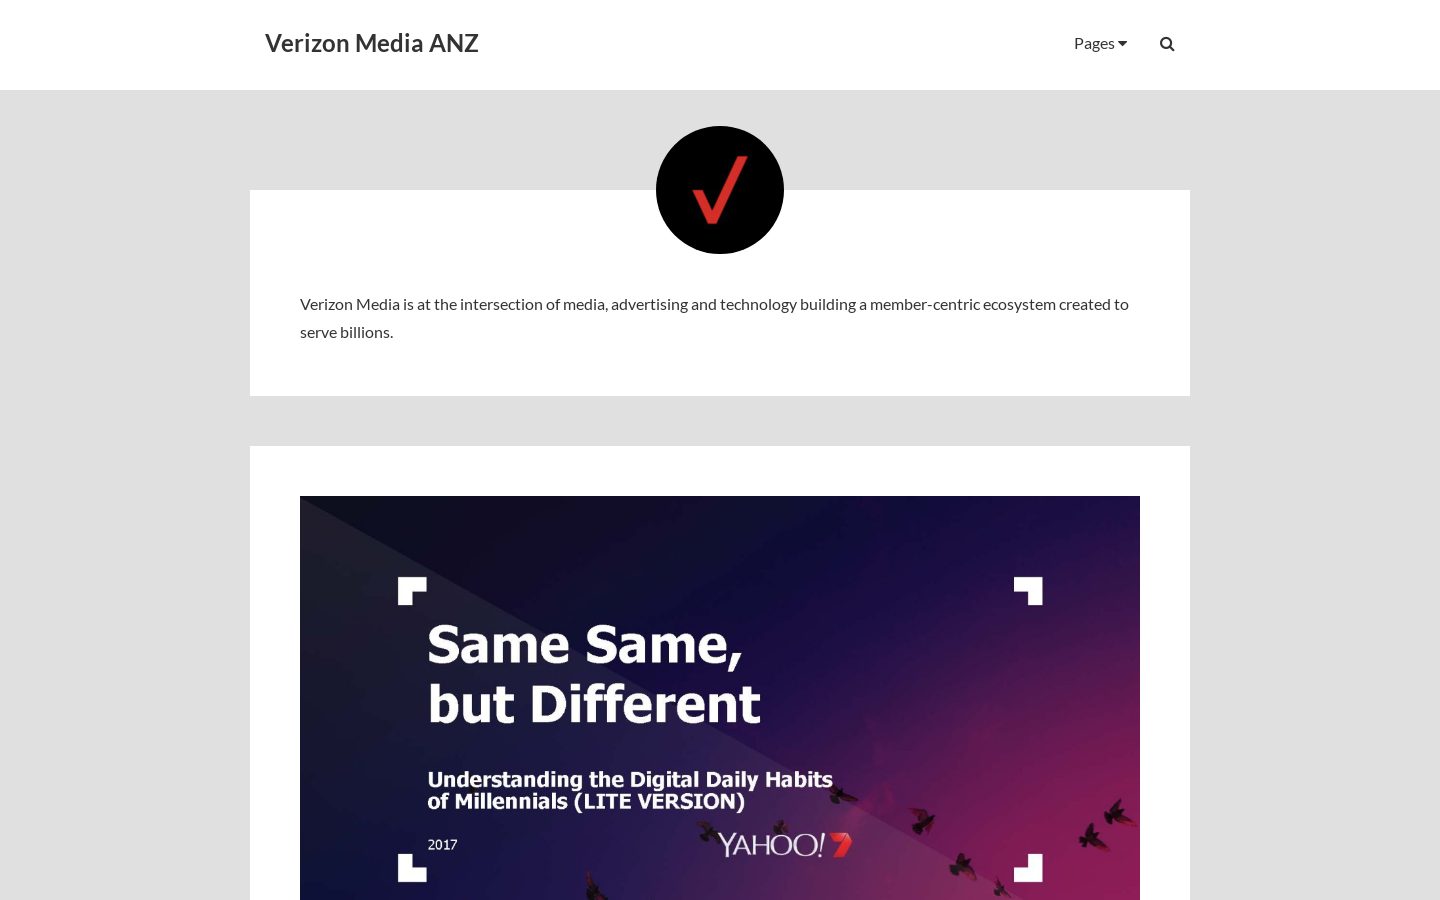 Verizon Media ANZ
Pages
Verizon Media is at the intersection of media, advertising and technology building a member-centric ecosystem created to
serve billions.
Same Same,
but Different
Understanding the Digital Daily Habits
of Millennials (LITE VERSION)
2017
YAHOO! 7